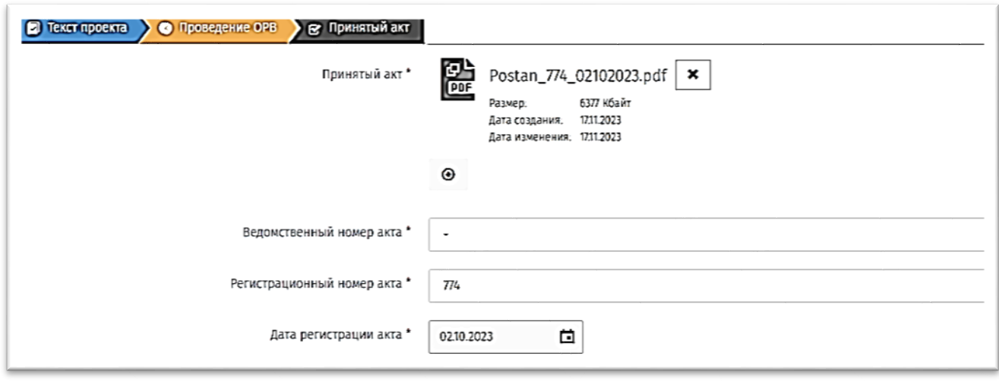 Текст проекта Проведение ОРВ Принятый акт
Принятый акт * Postan_774_02102023.pdf
PDF
Размер: 6377 Кбайт
Дата создания. 17.11.2023
Дата изменения. 17.11.2023
Ведомственный номер акта * -
Регистрационный номер акта * 774
Дата регистрации акта * 02.10.2023